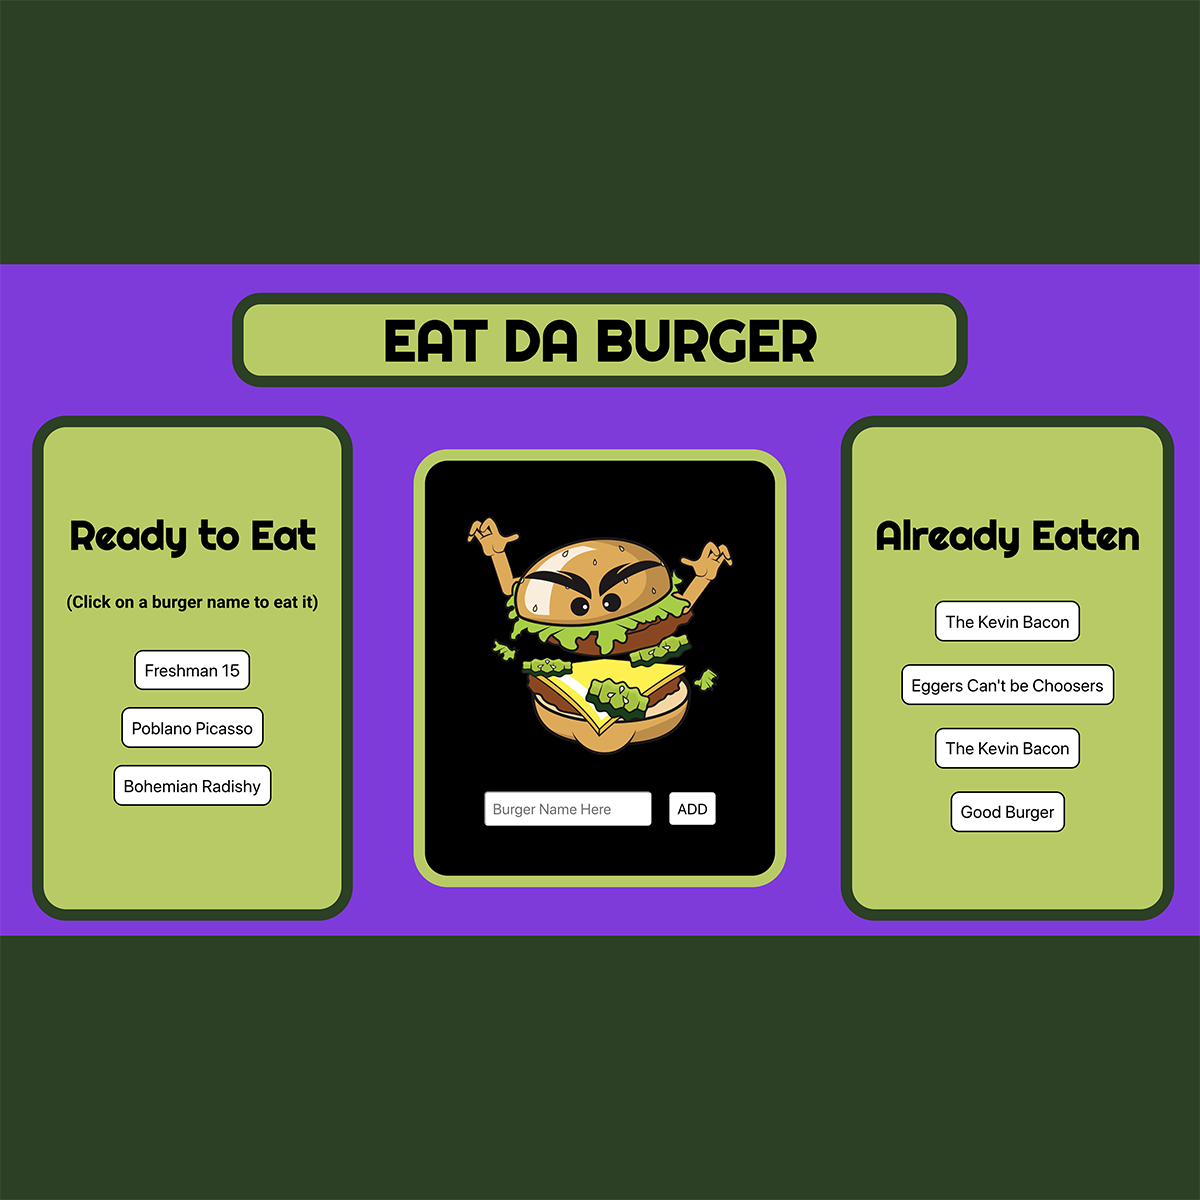 EAT DA BURGER
Ready to Eat
(Click on a burger name to eat it)
Freshman 15
Poblano Picasso
Bohemian Radishy
Burger Name Here
ADD
Already Eaten
The Kevin Bacon
Eggers Can't be Choosers
The Kevin Bacon
Good Burger